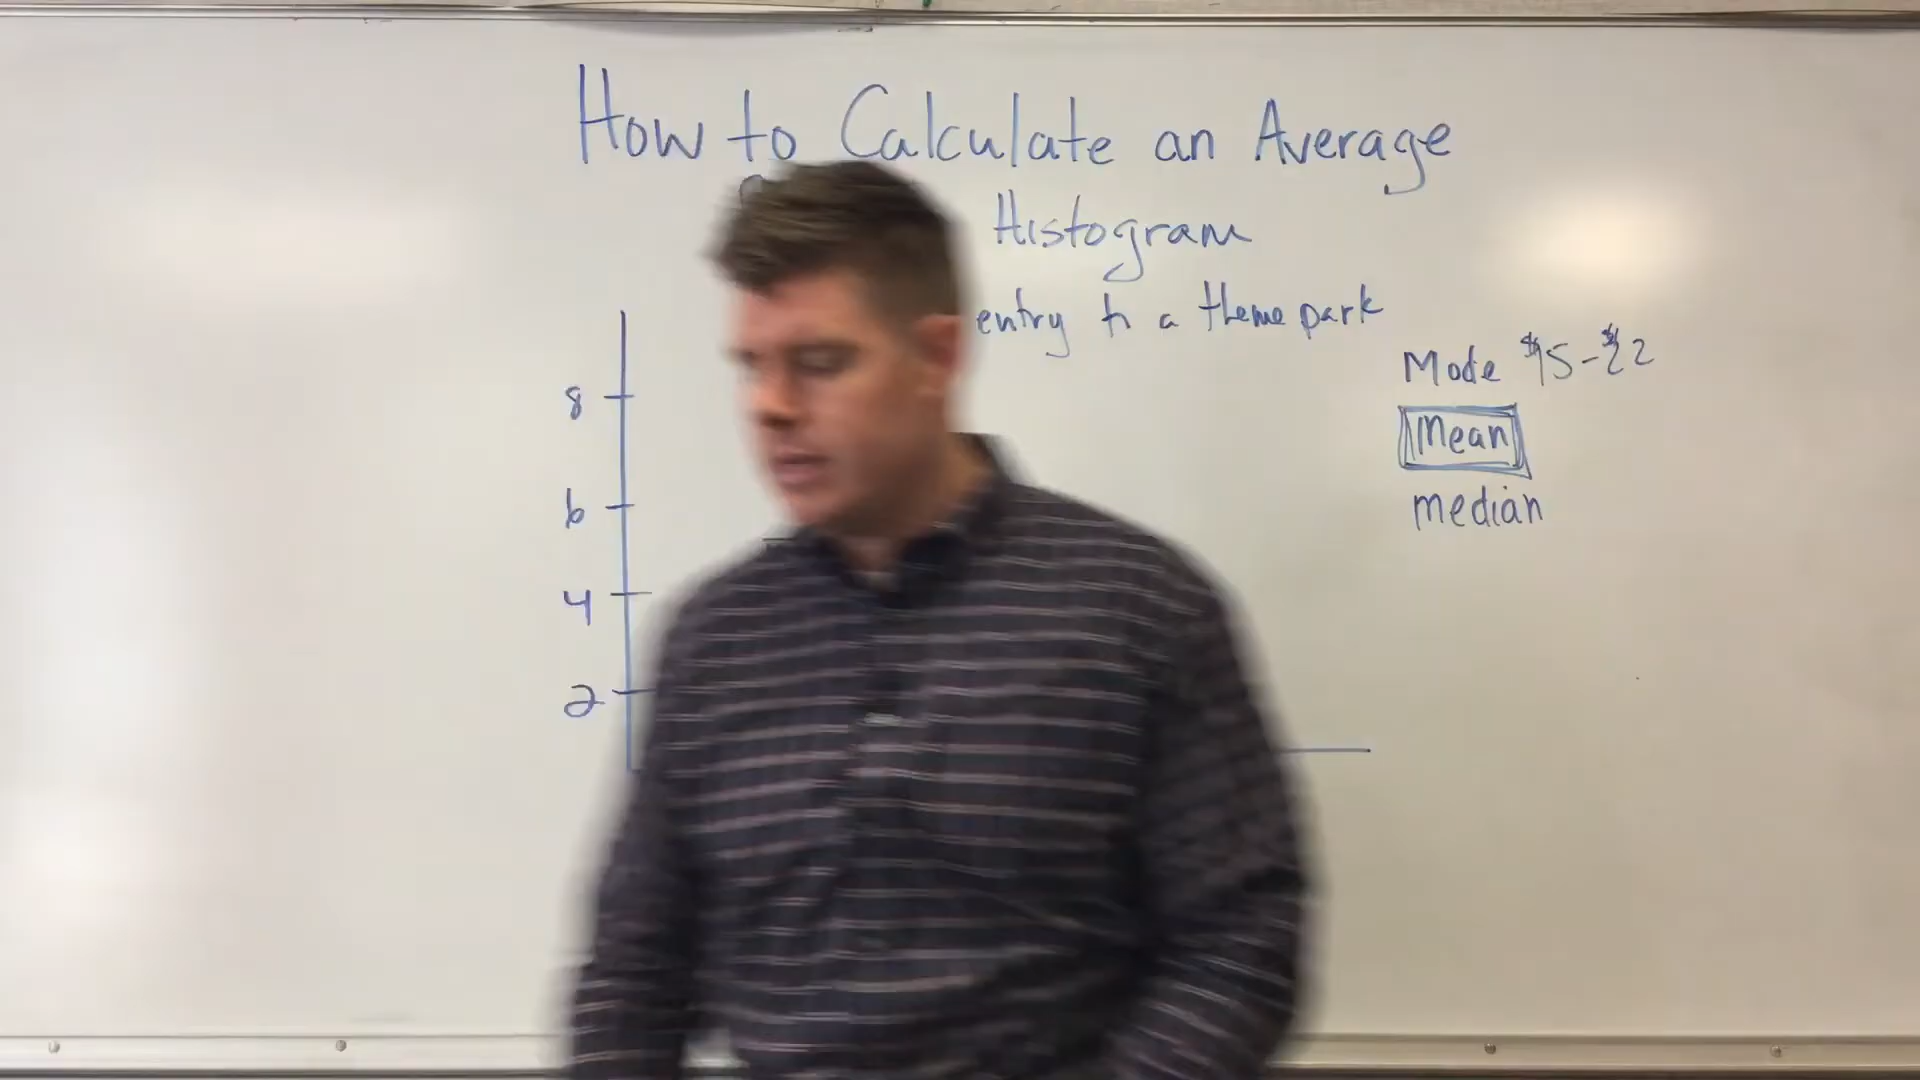 How to Calculate an Average
Histogram
entry to a theme park
Mode $15-$22
Mean
median
8
6
4
2